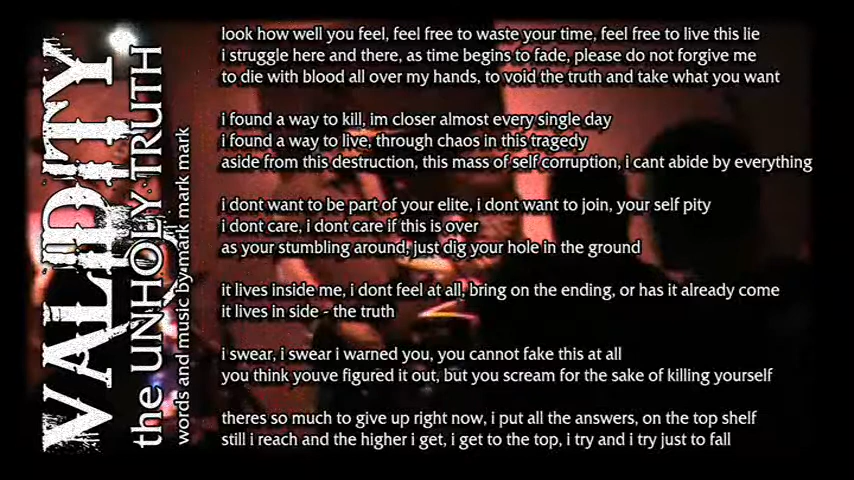 VALIDITY
the UNHOLY TRUTH
words and music by mark mark mark
look how well you feel, feel free to waste your time, feel free to live this lie
i struggle here and there, as time begins to fade, please do not forgive me
to die with blood all over my hands, to void the truth and take what you want
i found a way to kill, im closer almost every single day
i found a way to live, through chaos in this tragedy
aside from this destruction, this mass of self corruption, i cant abide by everything
i dont want to be part of your elite, i dont want to join, your self pity
i dont care, i dont care if this is over
as your stumbling around, just dig your hole in the ground
it lives inside me, i dont feel at all, bring on the ending, or has it already come
it lives in side - the truth
i swear, i swear i warned you, you cannot fake this at all
you think youve figured it out, but you scream for the sake of killing yourself
theres so much to give up right now, i put all the answers, on the top shelf
still i reach and the higher i get, i get to the top, i try and i try just to fall